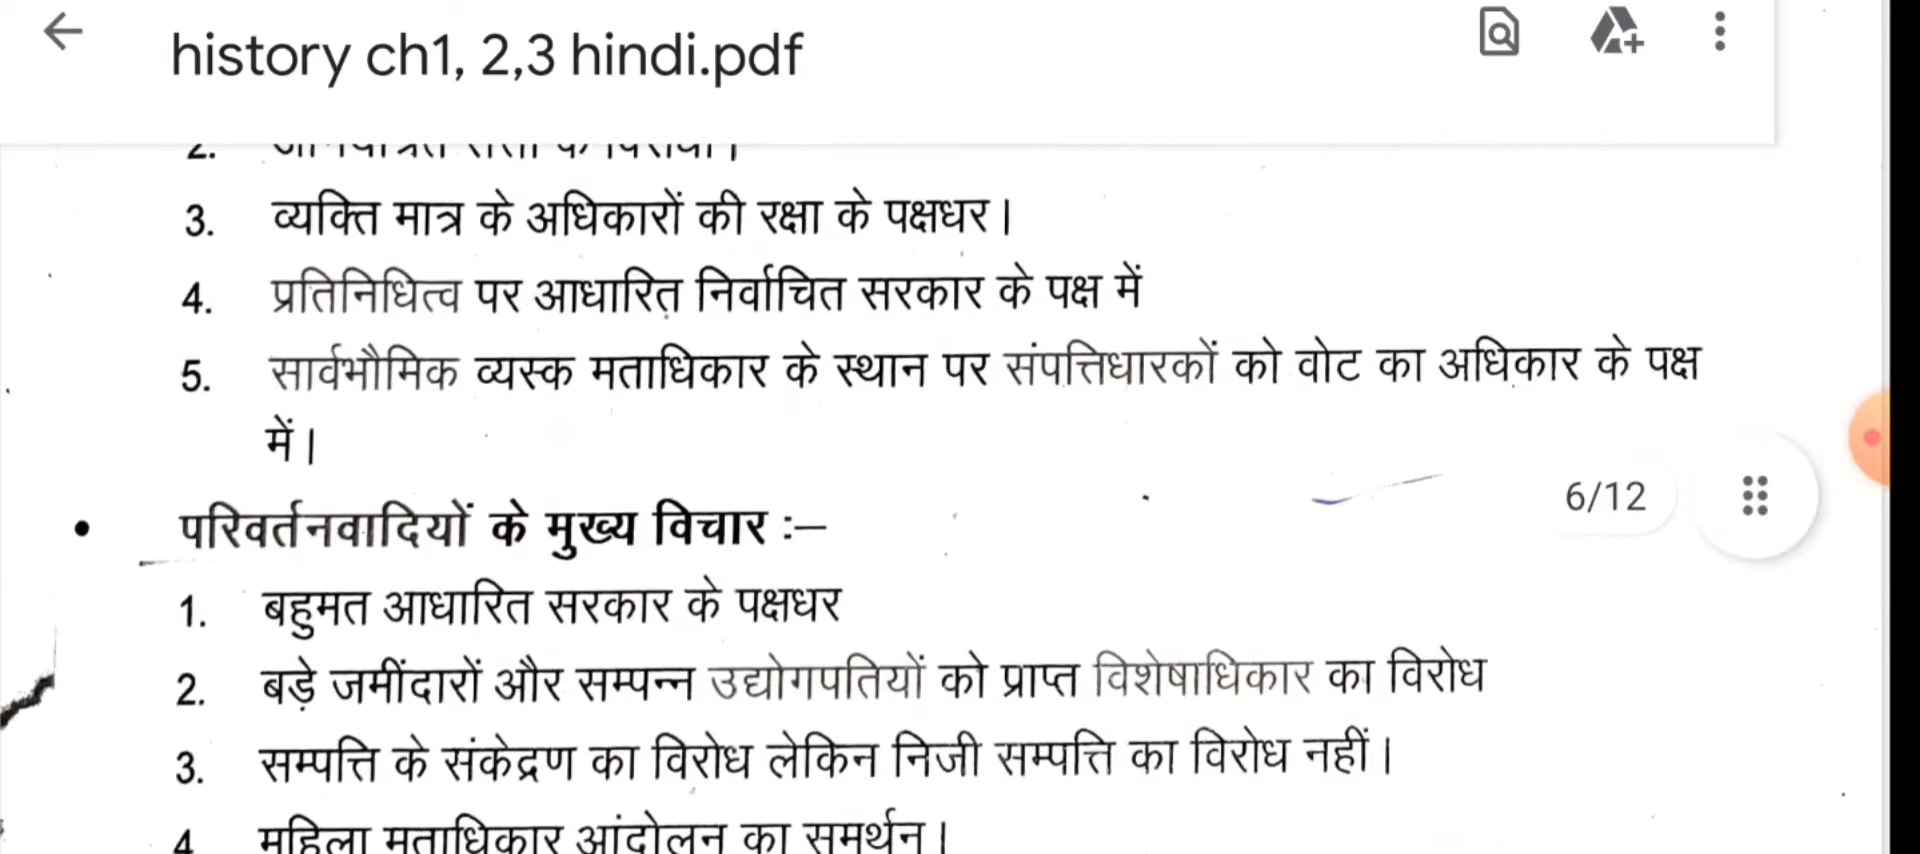 history ch1, 2,3 hindi.pdf
2.
3. व्यक्ति मात्र के अधिकारों की रक्षा के पक्षधर।
4. प्रतिनिधित्व पर आधारित निर्वाचित सरकार के पक्ष में
5. सार्वभौमिक व्यस्क मताधिकार के स्थान पर संपत्तिधारकों को वोट का अधिकार के पक्ष
में।
6/12
• परिवर्तनवादियों के मुख्य विचार :–
1. बहुमत आधारित सरकार के पक्षधर
2. बड़े जमींदारों और सम्पन्न उद्योगपतियों को प्राप्त विशेषाधिकार का विरोध
3. सम्पत्ति के संकेद्रण का विरोध लेकिन निजी सम्पत्ति का विरोध नहीं।
4 महिला मताधिकार आंदोलन का समर्थन।